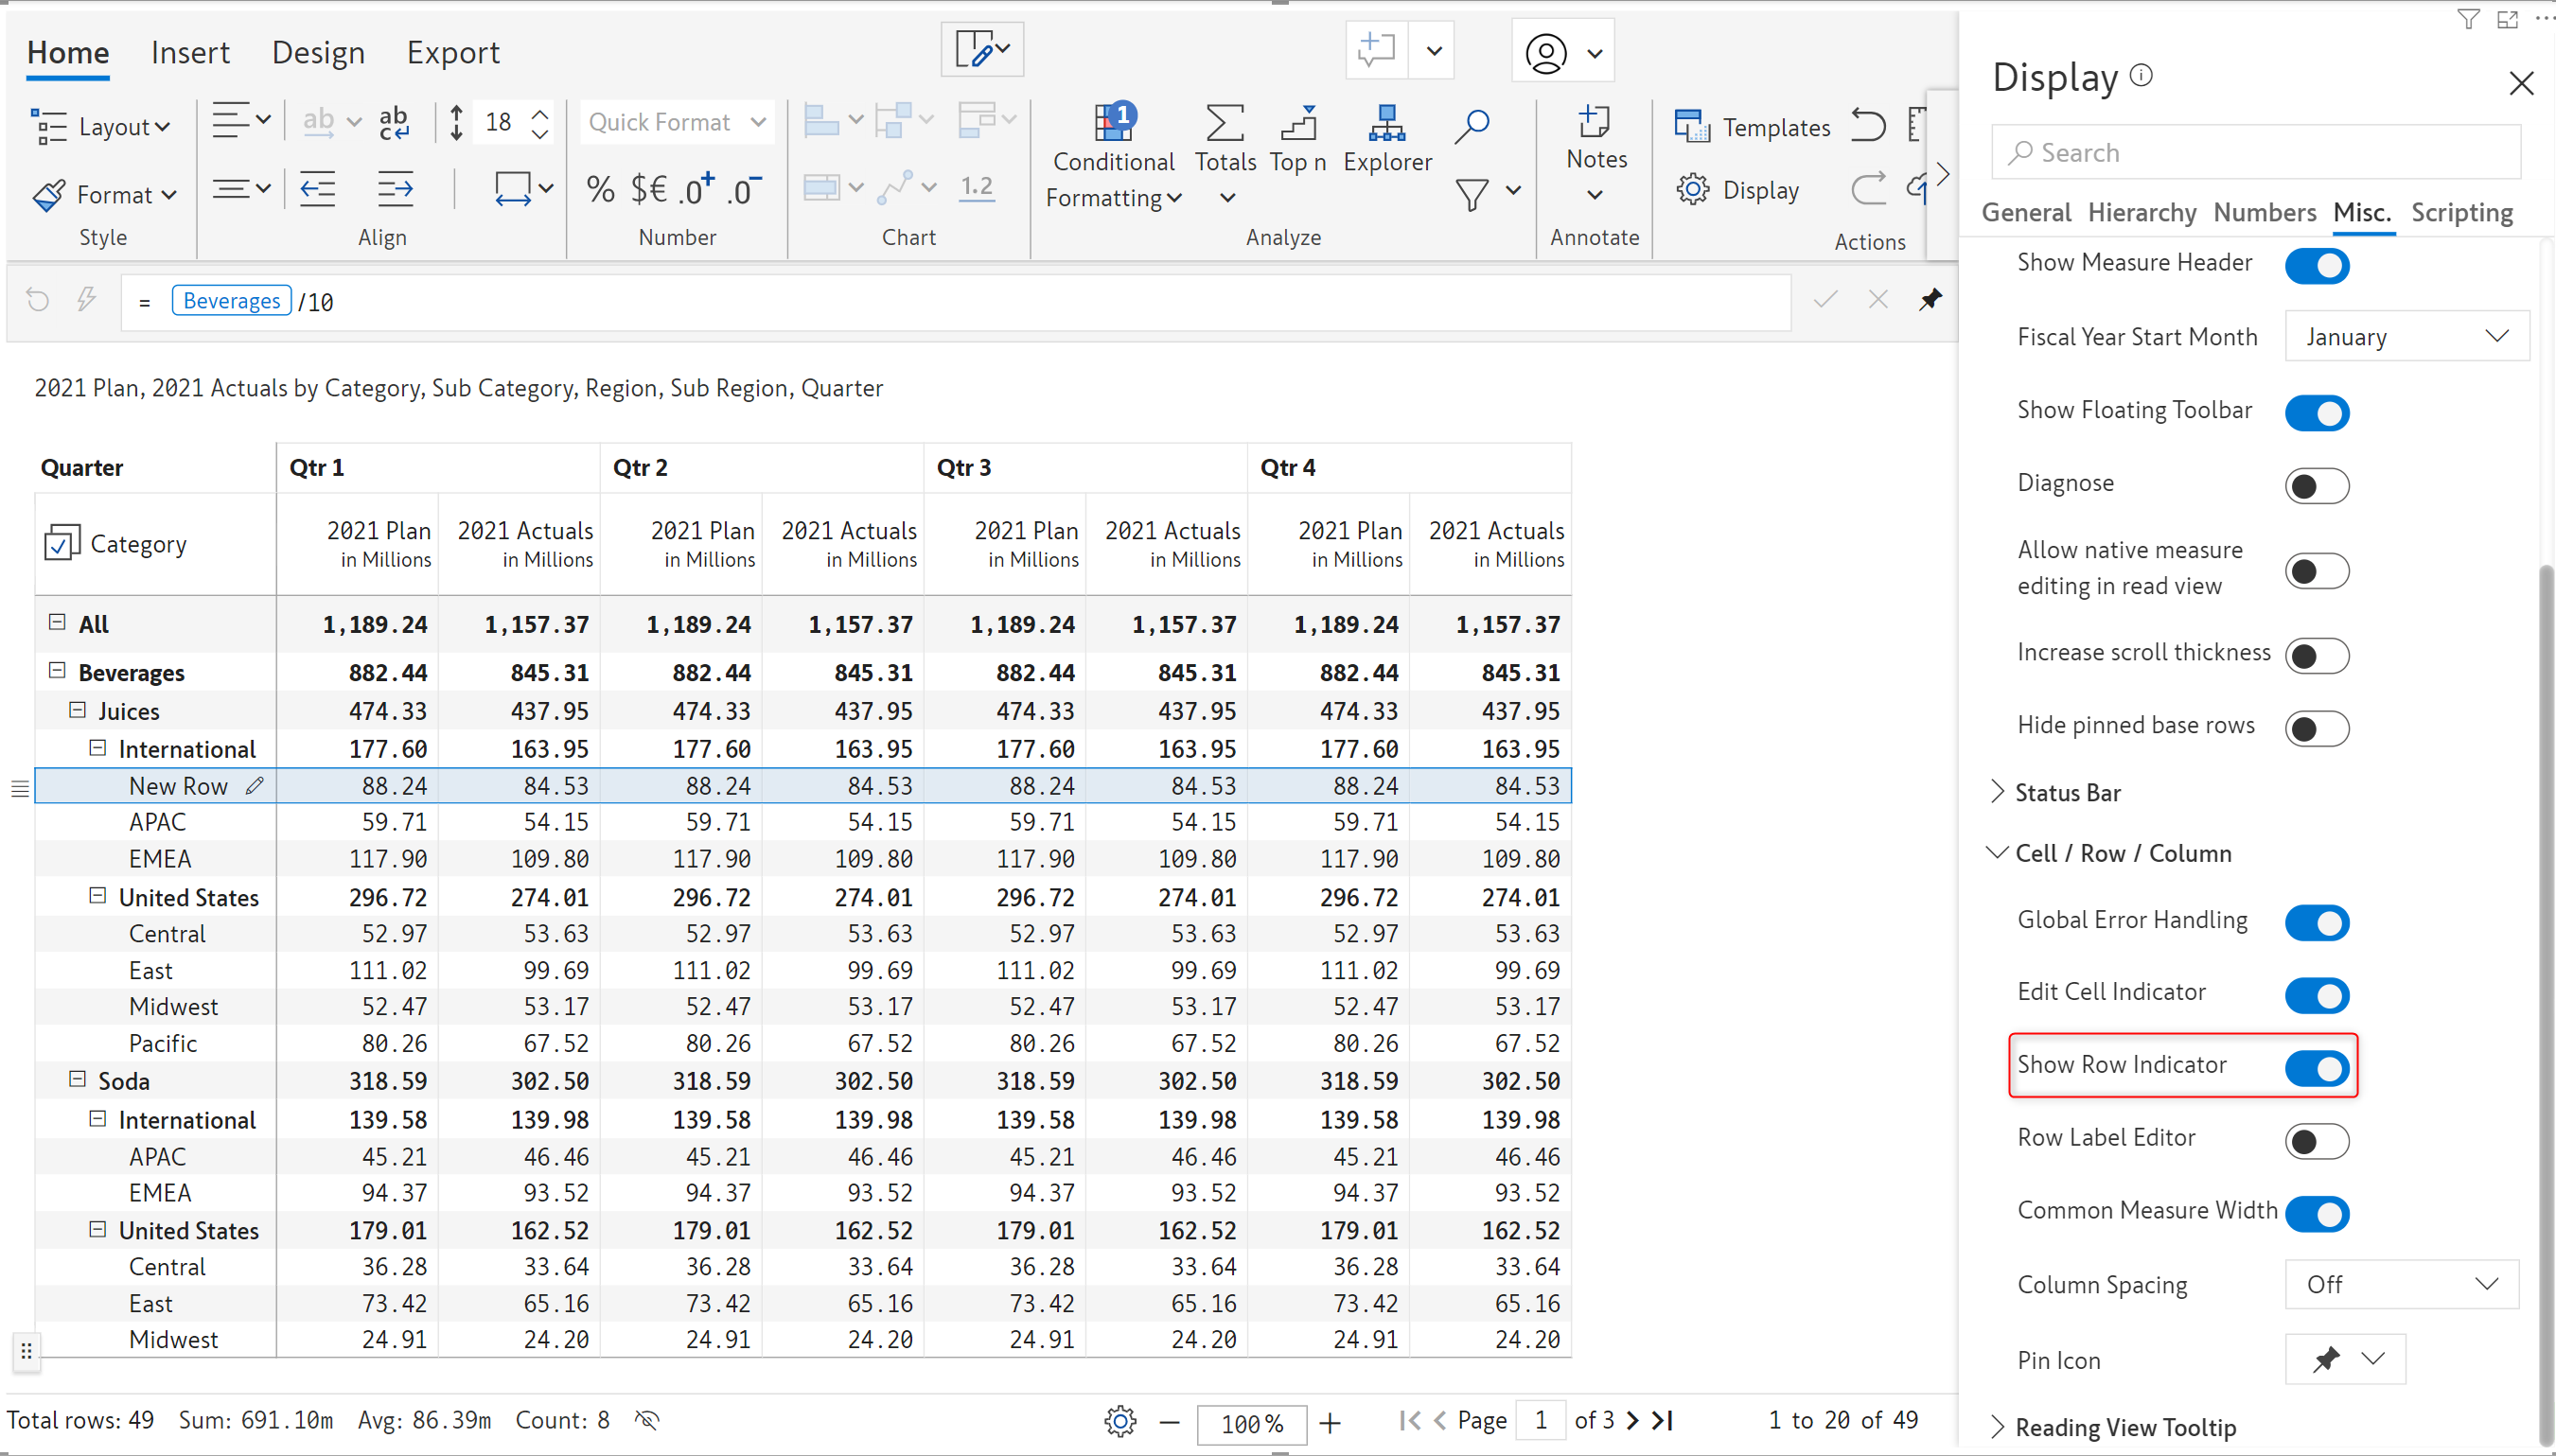 Home Insert Design Export
Layout
ab
ab
c
18
Quick Format
1
Conditional
Formatting
Totals
Top n
Explorer
Notes
Templates
Format
% $€ .0+ .0-
1.2
Display
Style
Align
Number
Chart
Analyze
Annotate
Actions
= Beverages /10
2021 Plan, 2021 Actuals by Category, Sub Category, Region, Sub Region, Quarter
Quarter Qtr 1 Qtr 2 Qtr 3 Qtr 4
Category 2021 Plan 2021 Actuals 2021 Plan 2021 Actuals 2021 Plan 2021 Actuals 2021 Plan 2021 Actuals
in Millions in Millions in Millions in Millions in Millions in Millions in Millions in Millions
All 1,189.24 1,157.37 1,189.24 1,157.37 1,189.24 1,157.37 1,189.24 1,157.37
Beverages 882.44 845.31 882.44 845.31 882.44 845.31 882.44 845.31
Juices 474.33 437.95 474.33 437.95 474.33 437.95 474.33 437.95
International 177.60 163.95 177.60 163.95 177.60 163.95 177.60 163.95
New Row 88.24 84.53 88.24 84.53 88.24 84.53 88.24 84.53
APAC 59.71 54.15 59.71 54.15 59.71 54.15 59.71 54.15
EMEA 117.90 109.80 117.90 109.80 117.90 109.80 117.90 109.80
United States 296.72 274.01 296.72 274.01 296.72 274.01 296.72 274.01
Central 52.97 53.63 52.97 53.63 52.97 53.63 52.97 53.63
East 111.02 99.69 111.02 99.69 111.02 99.69 111.02 99.69
Midwest 52.47 53.17 52.47 53.17 52.47 53.17 52.47 53.17
Pacific 80.26 67.52 80.26 67.52 80.26 67.52 80.26 67.52
Soda 318.59 302.50 318.59 302.50 318.59 302.50 318.59 302.50
International 139.58 139.98 139.58 139.98 139.58 139.98 139.58 139.98
APAC 45.21 46.46 45.21 46.46 45.21 46.46 45.21 46.46
EMEA 94.37 93.52 94.37 93.52 94.37 93.52 94.37 93.52
United States 179.01 162.52 179.01 162.52 179.01 162.52 179.01 162.52
Central 36.28 33.64 36.28 33.64 36.28 33.64 36.28 33.64
East 73.42 65.16 73.42 65.16 73.42 65.16 73.42 65.16
Midwest 24.91 24.20 24.91 24.20 24.91 24.20 24.91 24.20
Total rows: 49 Sum: 691.10m Avg: 86.39m Count: 8
100%
Page 1 of 3
1 to 20 of 49
Display
Search
General Hierarchy Numbers Misc. Scripting
Show Measure Header
Fiscal Year Start Month January
Show Floating Toolbar
Diagnose
Allow native measure
editing in read view
Increase scroll thickness
Hide pinned base rows
Status Bar
Cell / Row / Column
Global Error Handling
Edit Cell Indicator
Show Row Indicator
Row Label Editor
Common Measure Width
Column Spacing Off
Pin Icon
Reading View Tooltip